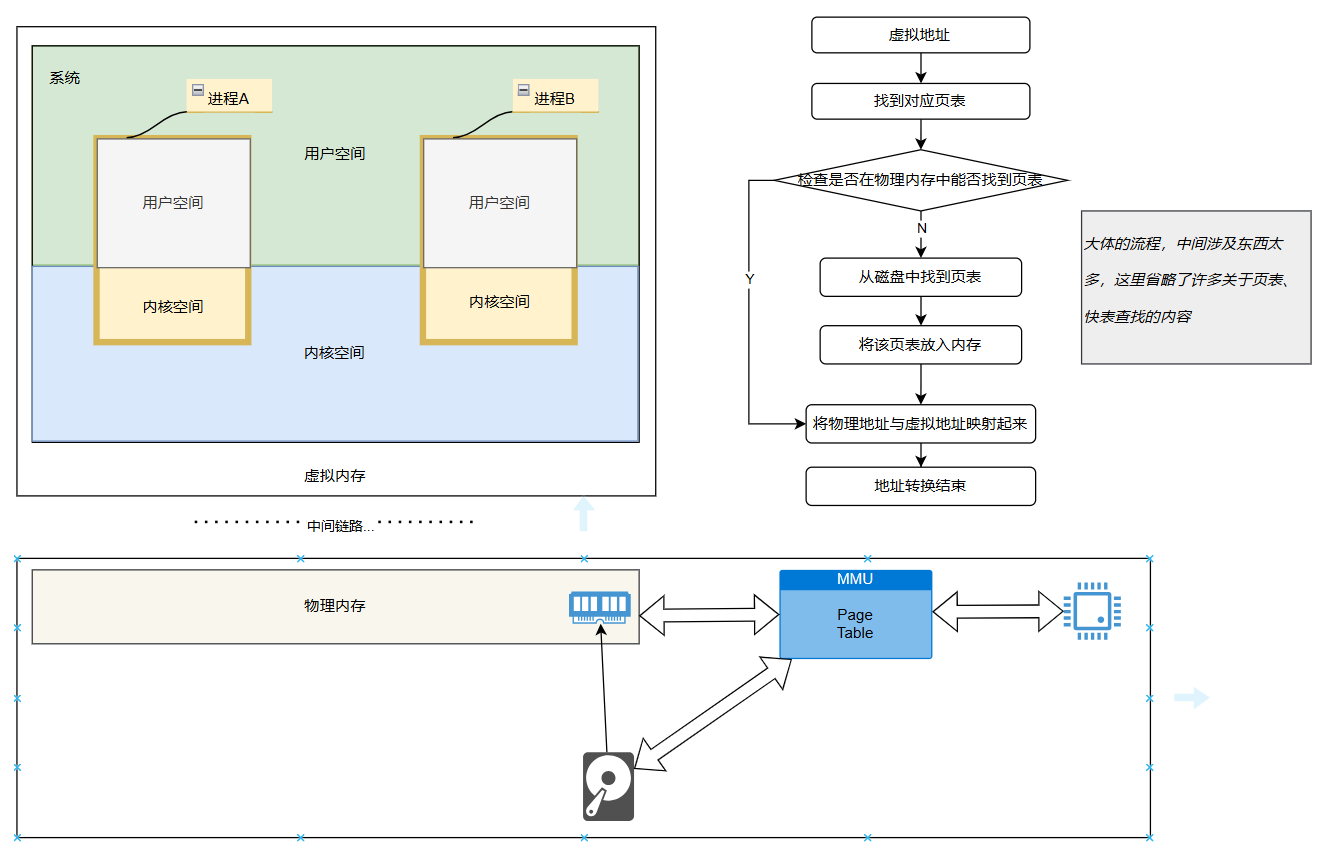 系统
进程A
进程B
用户空间
用户空间
用户空间
内核空间
内核空间
内核空间
虚拟内存
中间链路...
虚拟地址
找到对应页表
检查是否在物理内存中能否找到页表
N
Y
从磁盘中找到页表
将该页表放入内存
将物理地址与虚拟地址映射起来
地址转换结束
大体的流程，中间涉及东西太
多，这里省略了许多关于页表、
快表查找的内容
物理内存
MMU
Page
Table